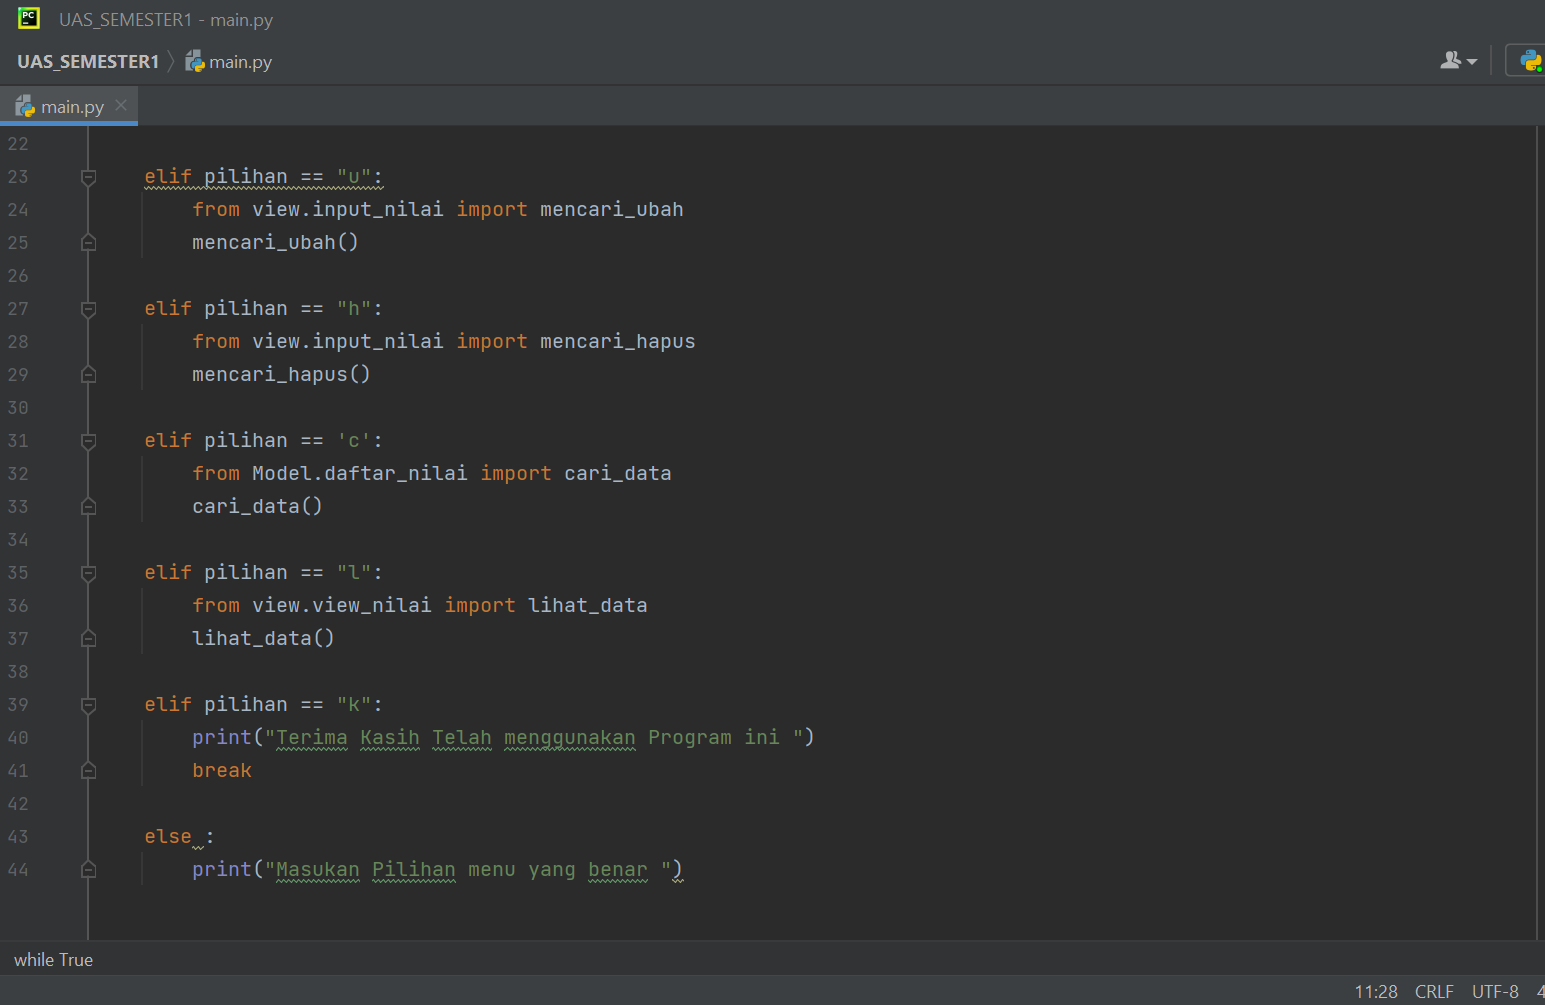 PC
UAS_SEMESTER1 - main.py
UAS_SEMESTER1 main.py
main.py
22
23 elif pilihan == "u":
24 from view.input_nilai import mencari_ubah
25 mencari_ubah()
26
27 elif pilihan == "h":
28 from view.input_nilai import mencari_hapus
29 mencari_hapus()
30
31 elif pilihan == 'c':
32 from Model.daftar_nilai import cari_data
33 cari_data()
34
35 elif pilihan == "l":
36 from view.view_nilai import lihat_data
37 lihat_data()
38
39 elif pilihan == "k":
40 print("Terima Kasih Telah menggunakan Program ini ")
41 break
42
43 else :
44 print("Masukan Pilihan menu yang benar ")
while True
11:28 CRLF UTF-8 4